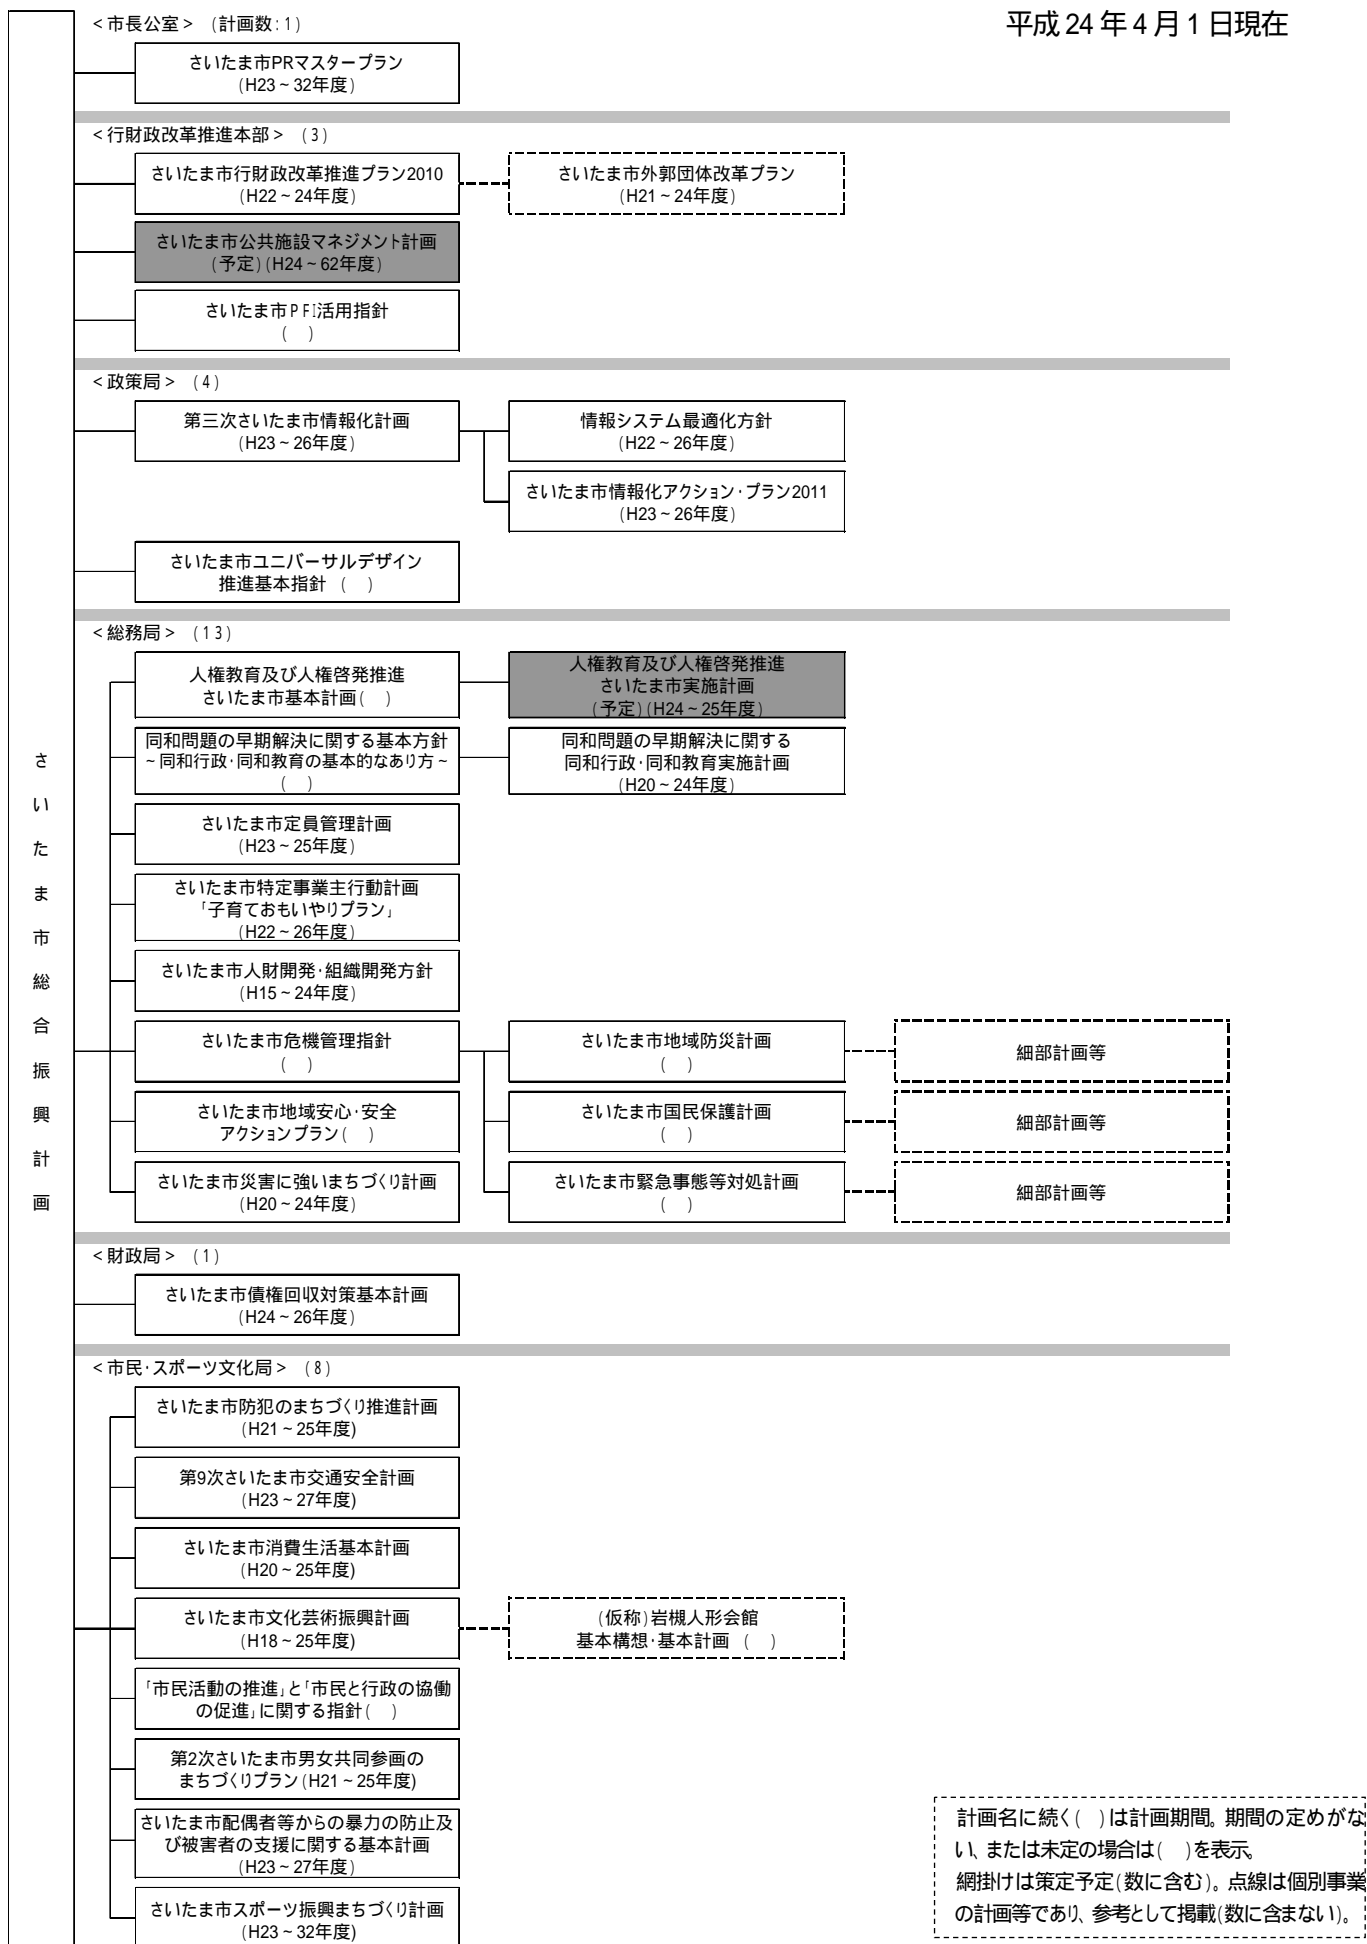 平成24年4月1日現在
さいたま市総合振興計画
<市長公室> (計画数:1)
さいたま市PRマスタープラン
(H23~32年度)
<行財政改革推進本部> (3)
さいたま市行財政改革推進プラン2010
(H22~24年度)
さいたま市外郭団体改革プラン
(H21~24年度)
さいたま市公共施設マネジメント計画
(予定)(H24~62年度)
さいたま市PFI活用指針
( )
<政策局> (4)
第三次さいたま市情報化計画
(H23~26年度)
情報システム最適化方針
(H22~26年度)
さいたま市情報化アクション・プラン2011
(H23~26年度)
さいたま市ユニバーサルデザイン
推進基本指針 ( )
<総務局> (13)
人権教育及び人権啓発推進
さいたま市基本計画( )
人権教育及び人権啓発推進
さいたま市実施計画
(予定)(H24~25年度)
同和問題の早期解決に関する基本方針
~同和行政・同和教育の基本的なあり方~
( )
同和問題の早期解決に関する
同和行政・同和教育実施計画
(H20~24年度)
さいたま市定員管理計画
(H23~25年度)
さいたま市特定事業主行動計画
「子育ておもいやりプラン」
(H22~26年度)
さいたま市人財開発・組織開発方針
(H15~24年度)
さいたま市危機管理指針
( )
さいたま市地域防災計画
( )
細部計画等
さいたま市地域安心・安全
アクションプラン( )
さいたま市国民保護計画
( )
細部計画等
さいたま市災害に強いまちづくり計画
(H20~24年度)
さいたま市緊急事態等対処計画
( )
細部計画等
<財政局> (1)
さいたま市債権回収対策基本計画
(H24~26年度)
<市民・スポーツ文化局> (8)
さいたま市防犯のまちづくり推進計画
(H21~25年度)
第9次さいたま市交通安全計画
(H23~27年度)
さいたま市消費生活基本計画
(H20~25年度)
さいたま市文化芸術振興計画
(H18~25年度)
(仮称)岩槻人形会館
基本構想・基本計画 ( )
「市民活動の推進」と「市民と行政の協働
の促進」に関する指針( )
第2次さいたま市男女共同参画の
まちづくりプラン(H21~25年度)
さいたま市配偶者等からの暴力の防止及
び被害者の支援に関する基本計画
(H23~27年度)
さいたま市スポーツ振興まちづくり計画
(H23~32年度)
計画名に続く( )は計画期間。期間の定めがな
い、または未定の場合は( )を表示。
網掛けは策定予定(数に含む)。点線は個別事業
の計画等であり、参考として掲載(数に含まない)。